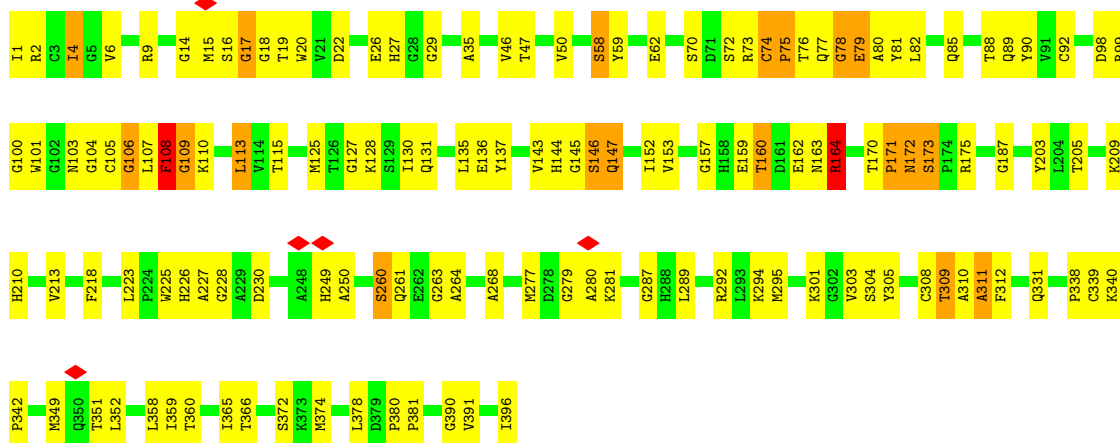 I1 R2 C3 I4 G5 V6 R9 G14 M15 S16 G17 G18 T19 W20 V21 D22 E26 H27 G28 G29 A35 V46 T47 V50 S58 Y59 E62 S70 D71 S72 R73 C74 P75 T76 Q77 G78 E79 A80 Y81 L82 Q85 T88 Q89 Y90 V91 C92 D98
G100 W101 G102 N103 G104 C105 G106 L107 F108 G109 K110 L113 V114 T115 M125 T126 G127 K128 S129 I130 Q131 L135 E136 Y137 V143 H144 G145 S146 Q147 I152 V153 G157 H158 E159 T160 D161 E162 N163 R164 T170 P171 N172 S173 P174 R175 G187 Y203 L204 T205 K209
H210 V213 F218 L223 P224 W225 H226 A227 G228 A229 D230 A248 H249 A250 S260 Q261 E262 G263 A264 A268 M277 D278 G279 A280 K281 G287 H288 L289 R292 L293 K294 M295 K301 G302 V303 S304 Y305 C308 T309 A310 A311 F312 Q331 P338 C339 K340
P342 M349 Q350 T351 L352 L358 I359 T360 I365 T366 S372 K373 M374 L378 D379 P380 P381 G390 V391 I396